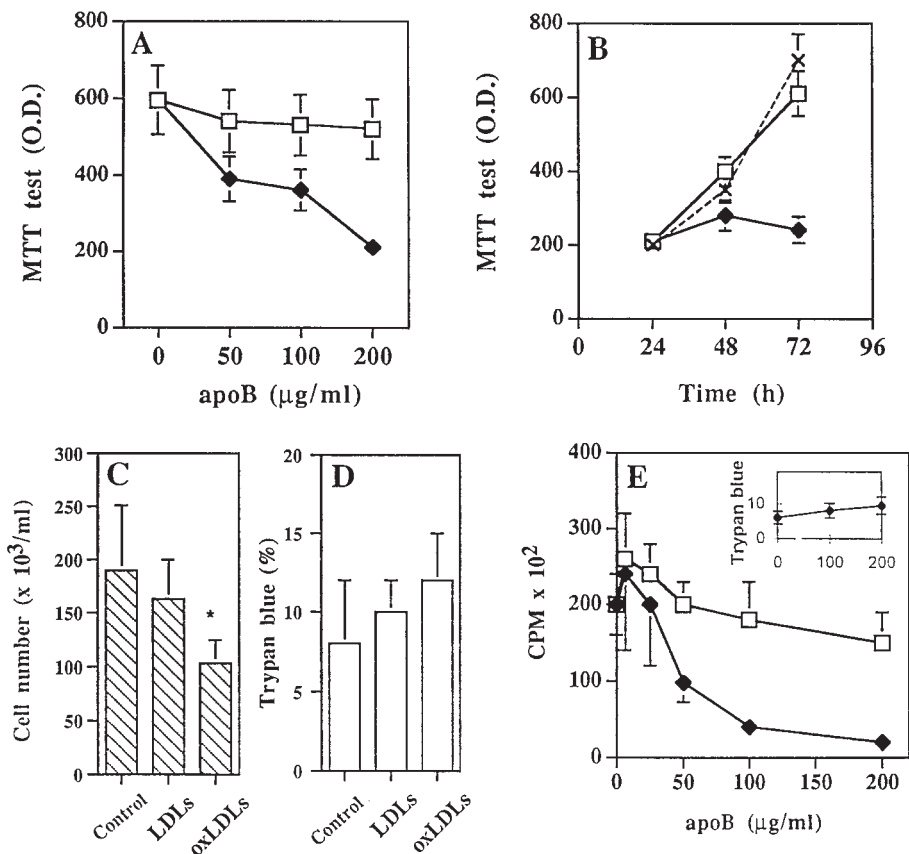 A
MTT test (O.D.)
800
600
400
200
0
0 50 100 200
apoB (μg/ml)
B
MTT test (O.D.)
800
600
400
200
0
0 24 48 72 96
Time (h)
C
Cell number (x 10³/ml)
300
250
200
150
100
50
0
*
Control LDLs oxLDLs
D
Trypan blue (%)
20
15
10
5
0
Control LDLs oxLDLs
E
CPM x 10²
400
300
200
100
0
0 50 100 150 200
apoB (μg/ml)
Trypan blue
10
0
0 100 200